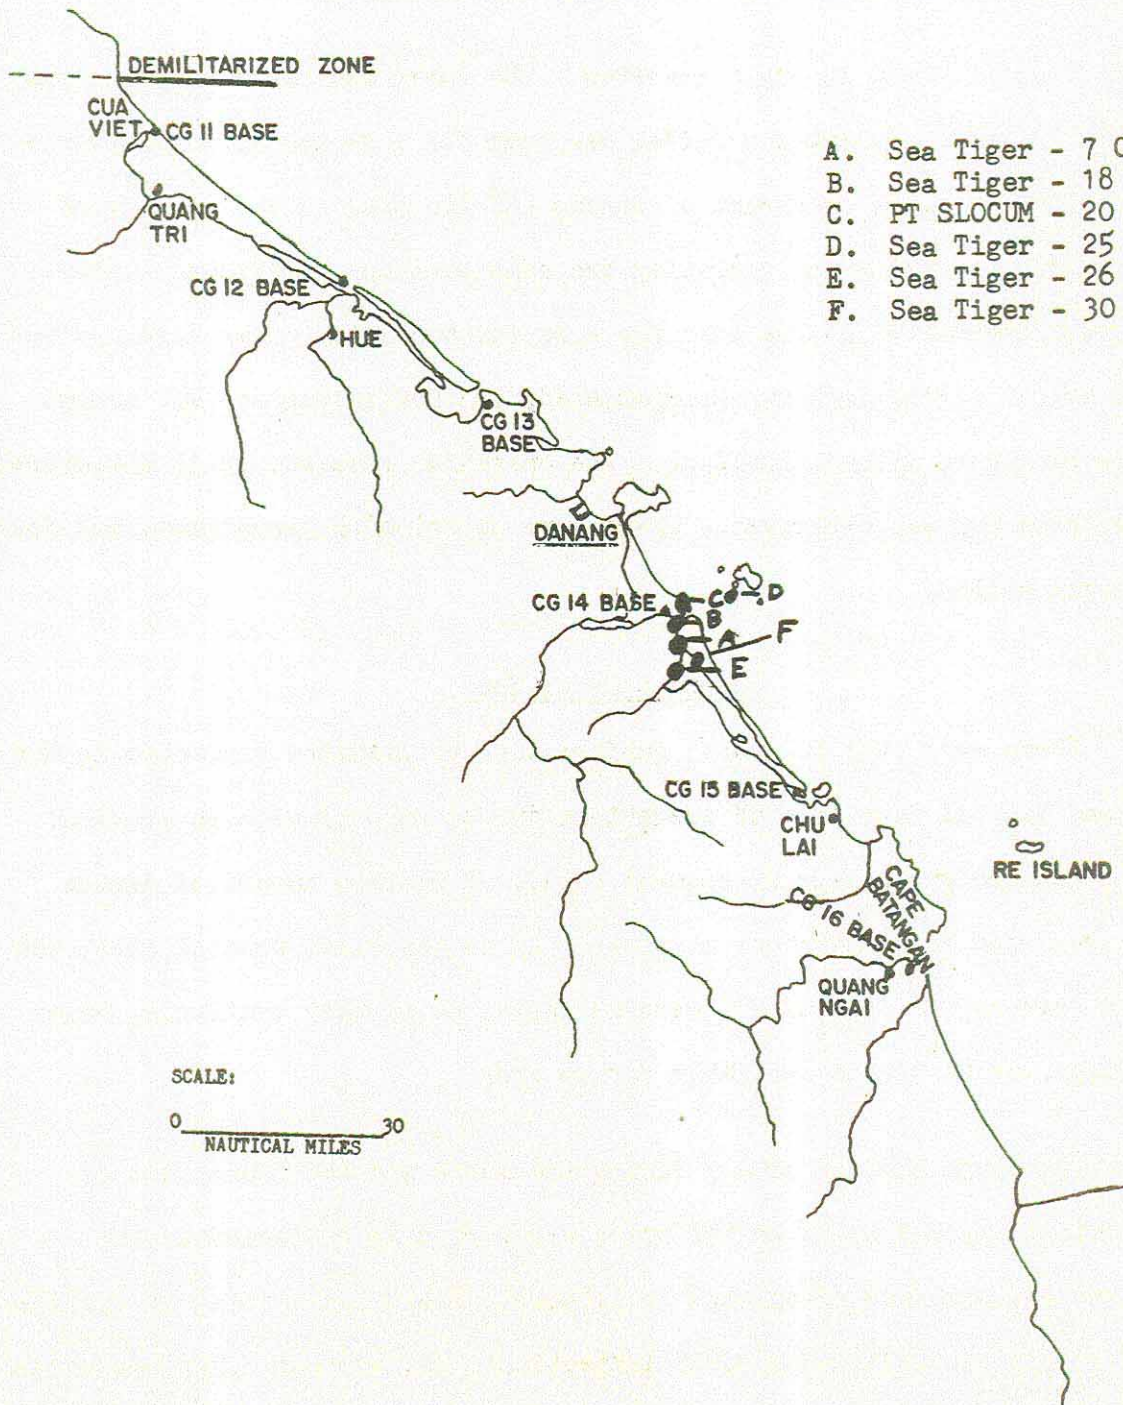 DEMILITARIZED ZONE
CUA
VIET
CG 11 BASE
QUANG
TRI
A. Sea Tiger - 7
B. Sea Tiger - 18
C. PT SLOCUM - 20
D. Sea Tiger - 25
E. Sea Tiger - 26
F. Sea Tiger - 30
CG 12 BASE
HUE
CG 13
BASE
DANANG
CG 14 BASE
C
D
B
A
F
E
CG 15 BASE
CHU
LAI
RE ISLAND
CAPE
BATANGAN
CG 16 BASE
QUANG
NGAI
SCALE:
0 30
NAUTICAL MILES